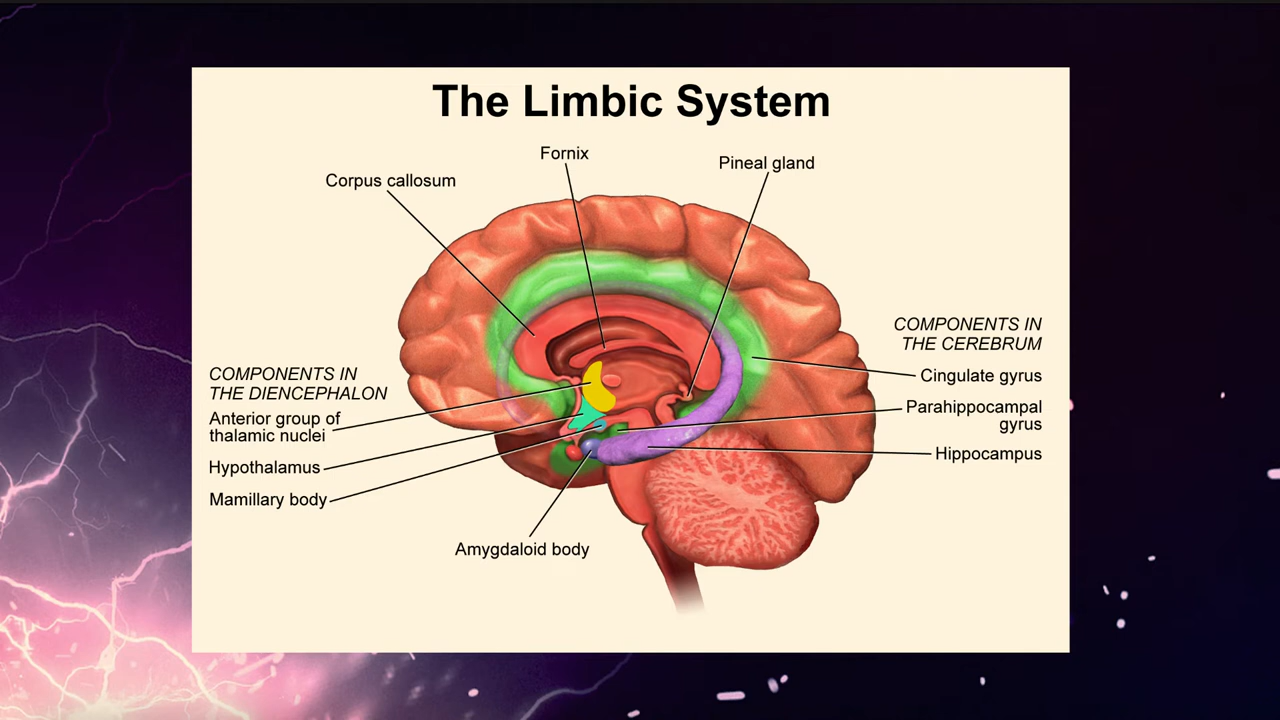 The Limbic System
Fornix
Pineal gland
Corpus callosum
COMPONENTS IN
THE CEREBRUM
Cingulate gyrus
Parahippocampal
gyrus
Hippocampus
COMPONENTS IN
THE DIENCEPHALON
Anterior group of
thalamic nuclei
Hypothalamus
Mamillary body
Amygdaloid body